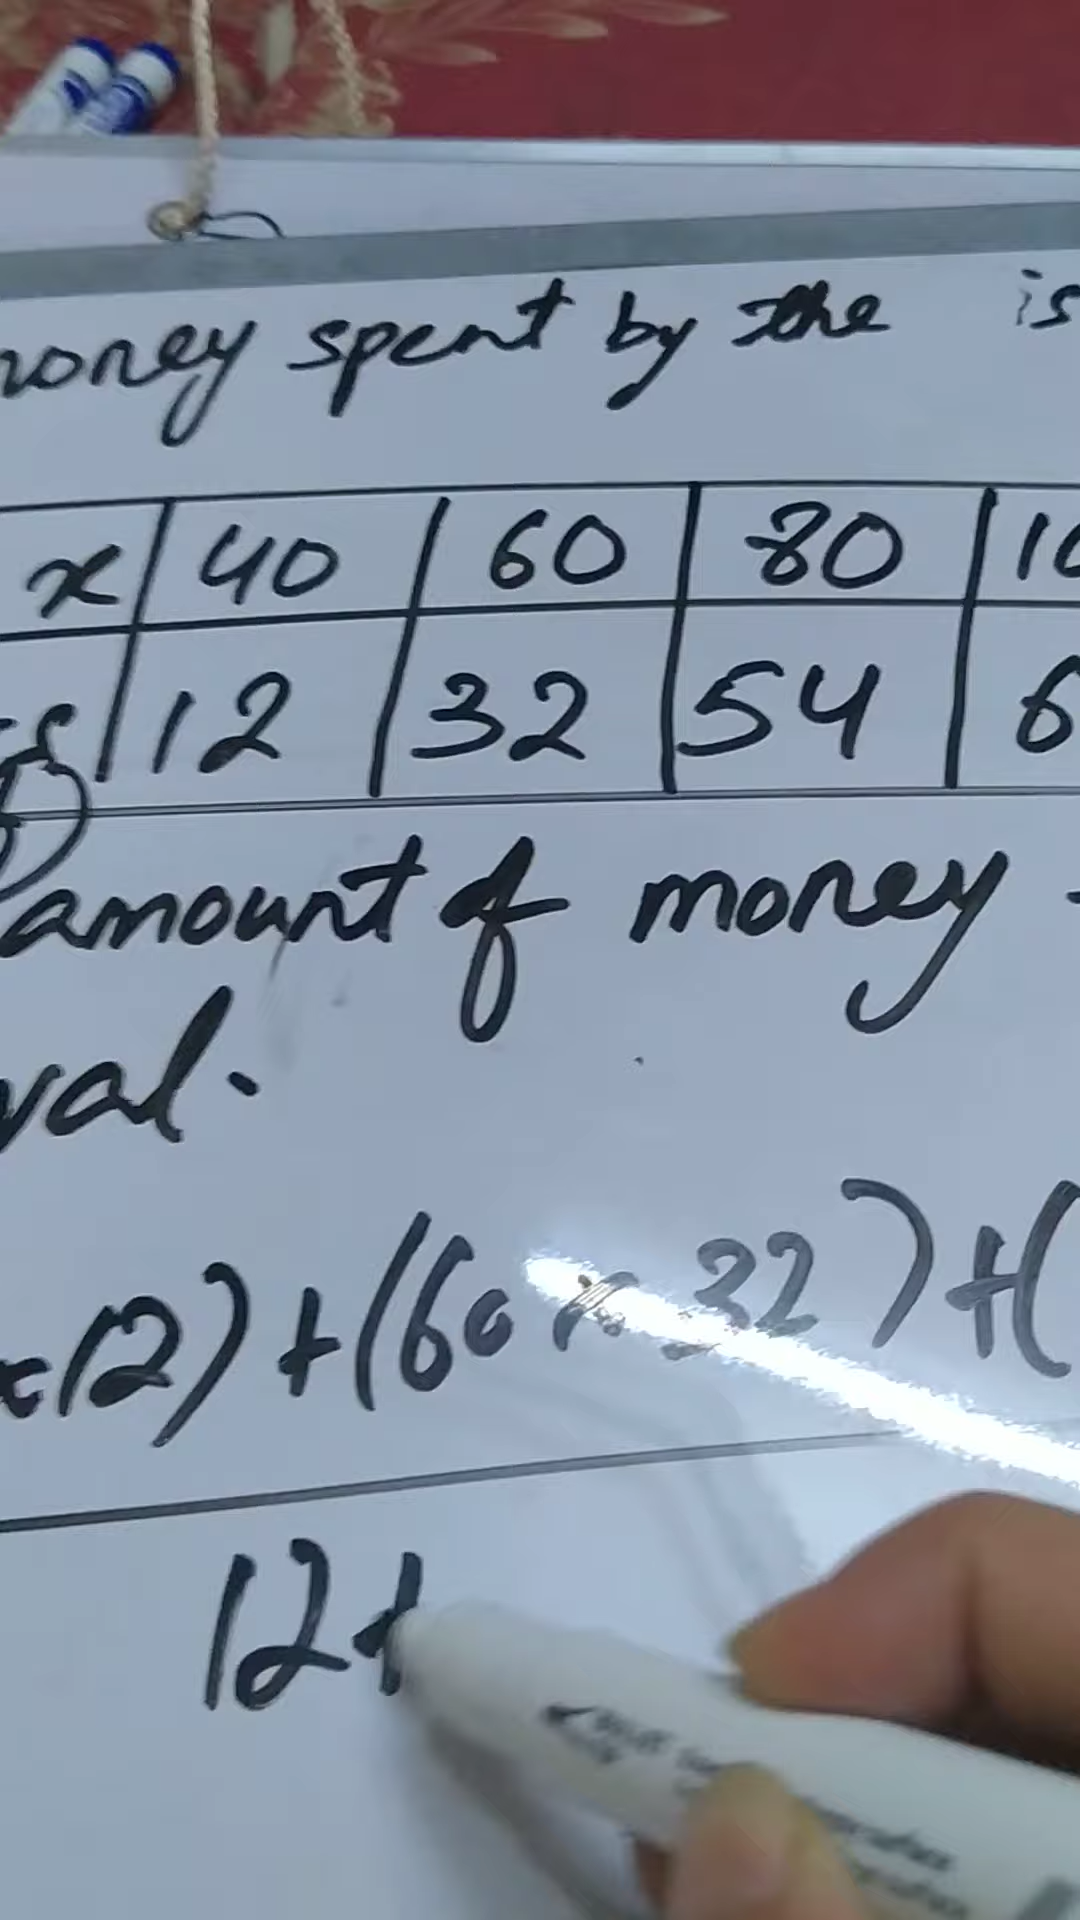 money spent by the is
x 40 60 80 10
12 32 54 6
amount of money
val.
x12)+(60 x 32)+(
12+